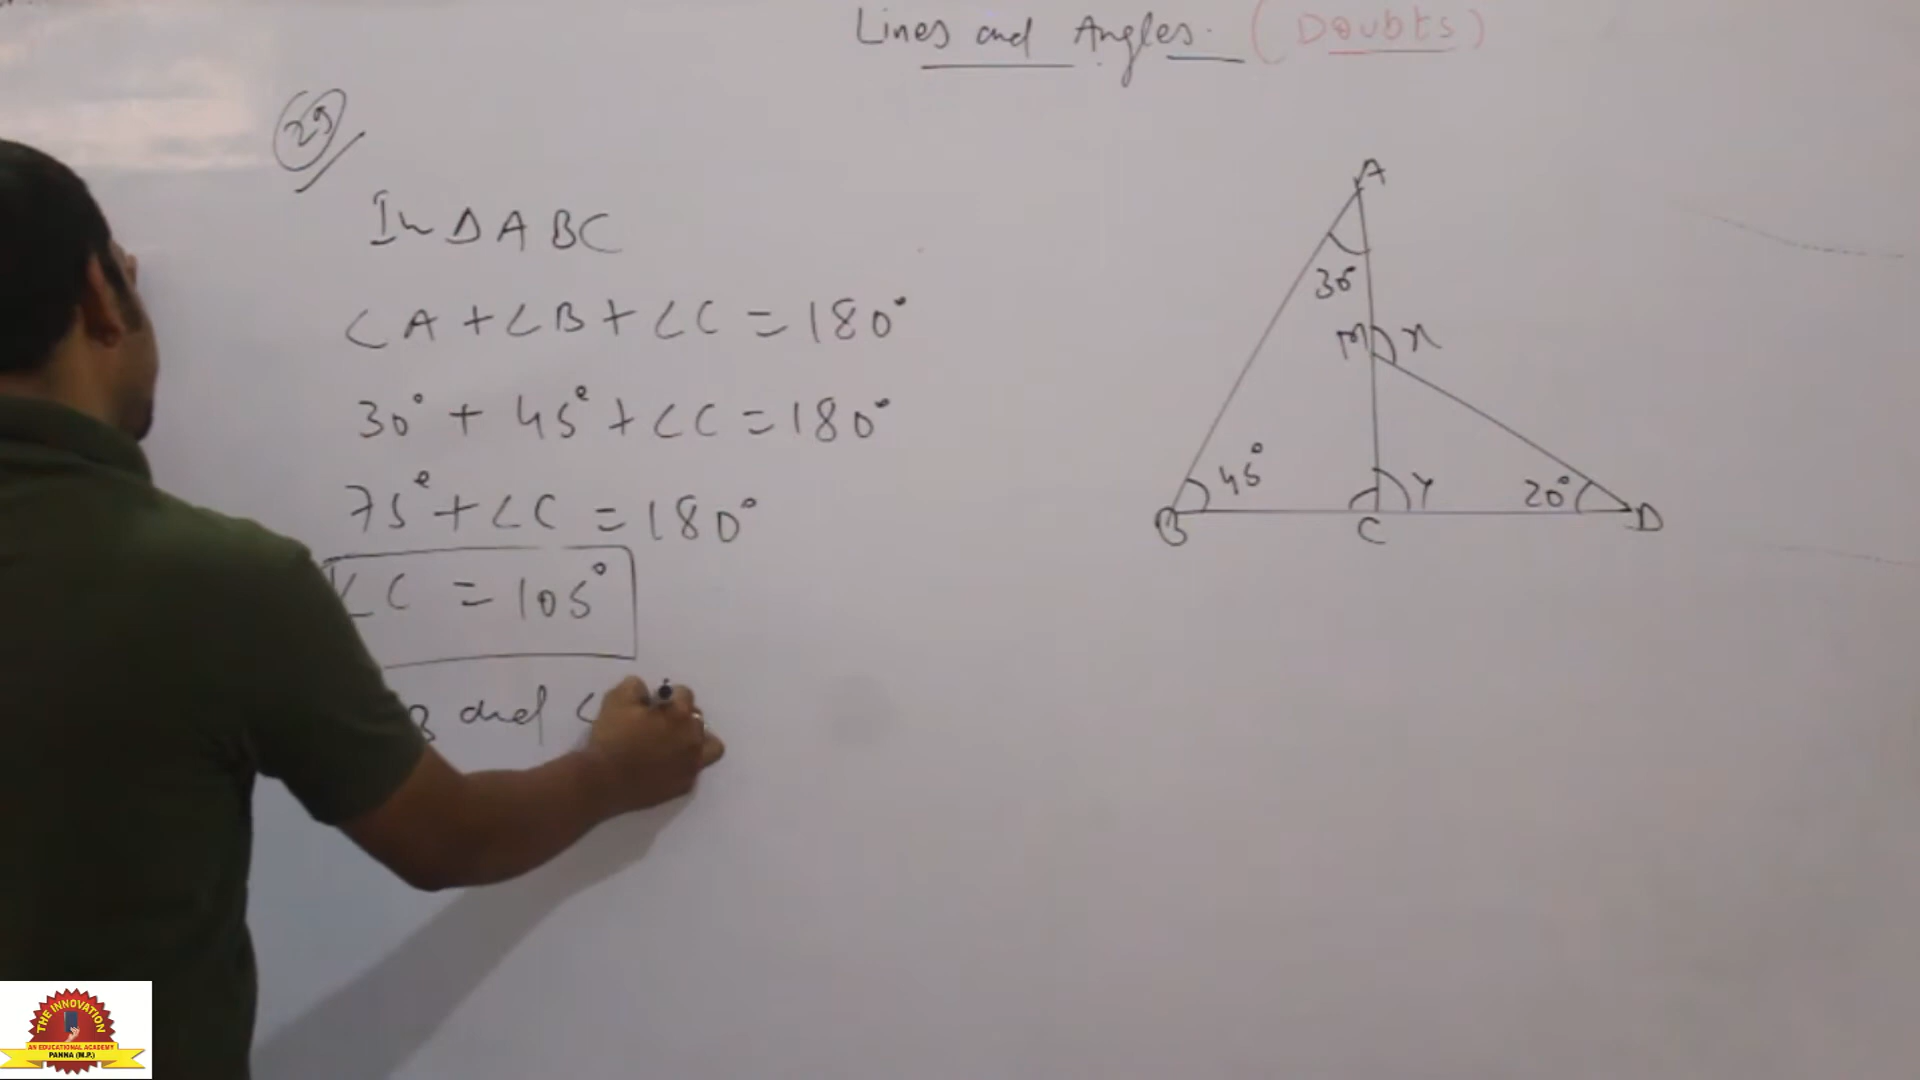 Lines and Angles. (Doubts)
29
In Δ ABC
∠A + ∠B + ∠C = 180°
30° + 45° + ∠C = 180°
75° + ∠C = 180°
∠C = 105°
and
A
30°
M x
B 45° C Y 20° D
THE INNOVATION
AN EDUCATIONAL ACADEMY
PANNA (M.P.)